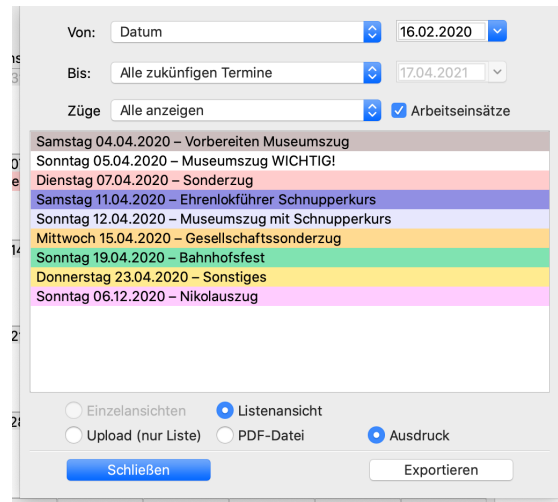 Von: Datum 16.02.2020
Bis: Alle zukünfigen Termine 17.04.2021
Züge Alle anzeigen Arbeitseinsätze
Samstag 04.04.2020 – Vorbereiten Museumszug
Sonntag 05.04.2020 – Museumszug WICHTIG!
Dienstag 07.04.2020 – Sonderzug
Samstag 11.04.2020 – Ehrenlokführer Schnupperkurs
Sonntag 12.04.2020 – Museumszug mit Schnupperkurs
Mittwoch 15.04.2020 – Gesellschaftssonderzug
Sonntag 19.04.2020 – Bahnhofsfest
Donnerstag 23.04.2020 – Sonstiges
Sonntag 06.12.2020 – Nikolauszug
Einzelansichten Listenansicht
Upload (nur Liste) PDF-Datei Ausdruck
Schließen Exportieren